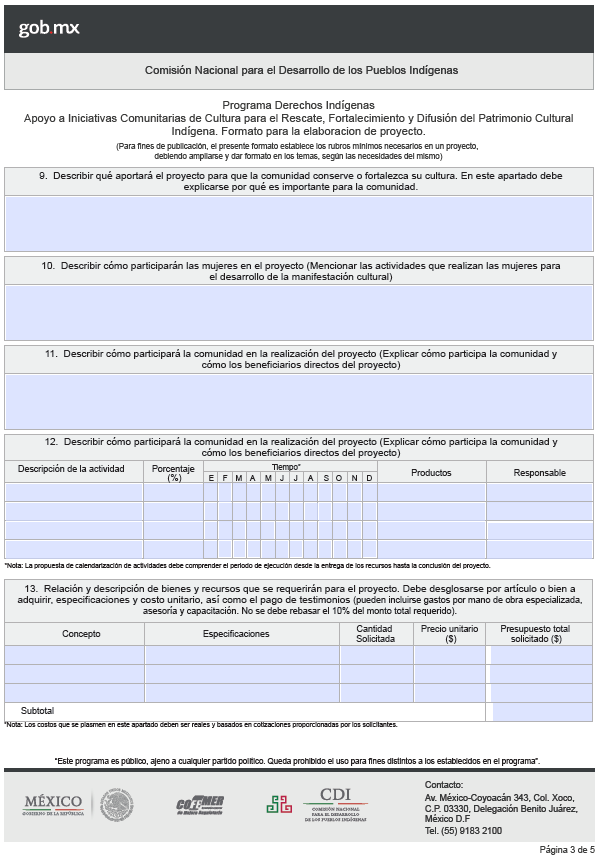 gob.mx
Comisión Nacional para el Desarrollo de los Pueblos Indígenas
Programa Derechos Indígenas
Apoyo a Iniciativas Comunitarias de Cultura para el Rescate, Fortalecimiento y Difusión del Patrimonio Cultural
Indígena. Formato para la elaboracion de proyecto.
(Para fines de publicación, el presente formato establece los rubros mínimos necesarios en un proyecto,
debiendo ampliarse y dar formato en los temas, según las necesidades del mismo)
9. Describir qué aportará el proyecto para que la comunidad conserve o fortalezca su cultura. En este apartado debe
explicarse por qué es importante para la comunidad.
10. Describir cómo participarán las mujeres en el proyecto (Mencionar las actividades que realizan las mujeres para
el desarrollo de la manifestación cultural)
11. Describir cómo participará la comunidad en la realización del proyecto (Explicar cómo participa la comunidad y
cómo los beneficiarios directos del proyecto)
12. Describir cómo participará la comunidad en la realización del proyecto (Explicar cómo participa la comunidad y
cómo los beneficiarios directos del proyecto)
Descripción de la actividad
Porcentaje
(%)
Tiempo*
E F M A M J J A S O N D
Productos
Responsable
*Nota: La propuesta de calendarización de actividades debe comprender el periodo de ejecución desde la entrega de los recursos hasta la conclusión del proyecto.
13. Relación y descripción de bienes y recursos que se requerirán para el proyecto. Debe desglosarse por artículo o bien a
adquirir, especificaciones y costo unitario, así como el pago de testimonios (pueden incluirse gastos por mano de obra especializada,
asesoría y capacitación. No se debe rebasar el 10% del monto total requerido).
Concepto
Especificaciones
Cantidad
Solicitada
Precio unitario
($)
Presupuesto total
solicitado ($)
Subtotal
*Nota: Los costos que se plasmen en este apartado deben ser reales y basados en cotizaciones proporcionadas por los solicitantes.
"Este programa es público, ajeno a cualquier partido político. Queda prohibido el uso para fines distintos a los establecidos en el programa".
MÉXICO
GOBIERNO DE LA REPÚBLICA
COFEMER
de Mejora Regulatoria
CDI
COMISIÓN NACIONAL
PARA EL DESARROLLO
DE LOS PUEBLOS INDÍGENAS
Contacto:
Av. México-Coyoacán 343, Col. Xoco,
C.P. 03330, Delegación Benito Juárez,
México D.F
Tel. (55) 9183 2100
Página 3 de 5